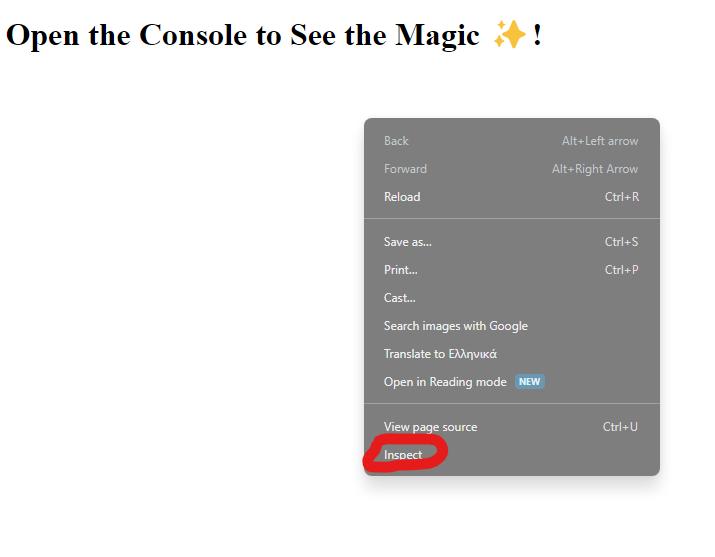 Open the Console to See the Magic ✨!
Back Alt+Left arrow
Forward Alt+Right Arrow
Reload Ctrl+R
Save as... Ctrl+S
Print... Ctrl+P
Cast...
Search images with Google
Translate to Ελληνικά
Open in Reading mode NEW
View page source Ctrl+U
Inspect